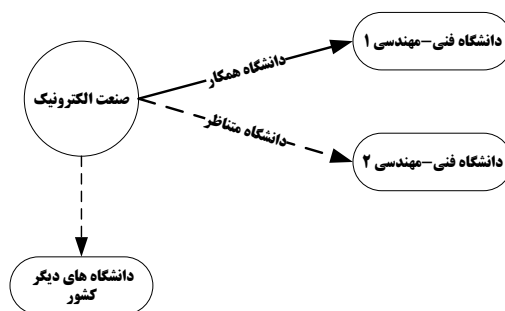 دانشگاه فنی-مهندسی ۱
دانشگاه همکار
صنعت الکترونیک
دانشگاه متناظر
دانشگاه فنی-مهندسی ۲
دانشگاه های دیگر
کشور